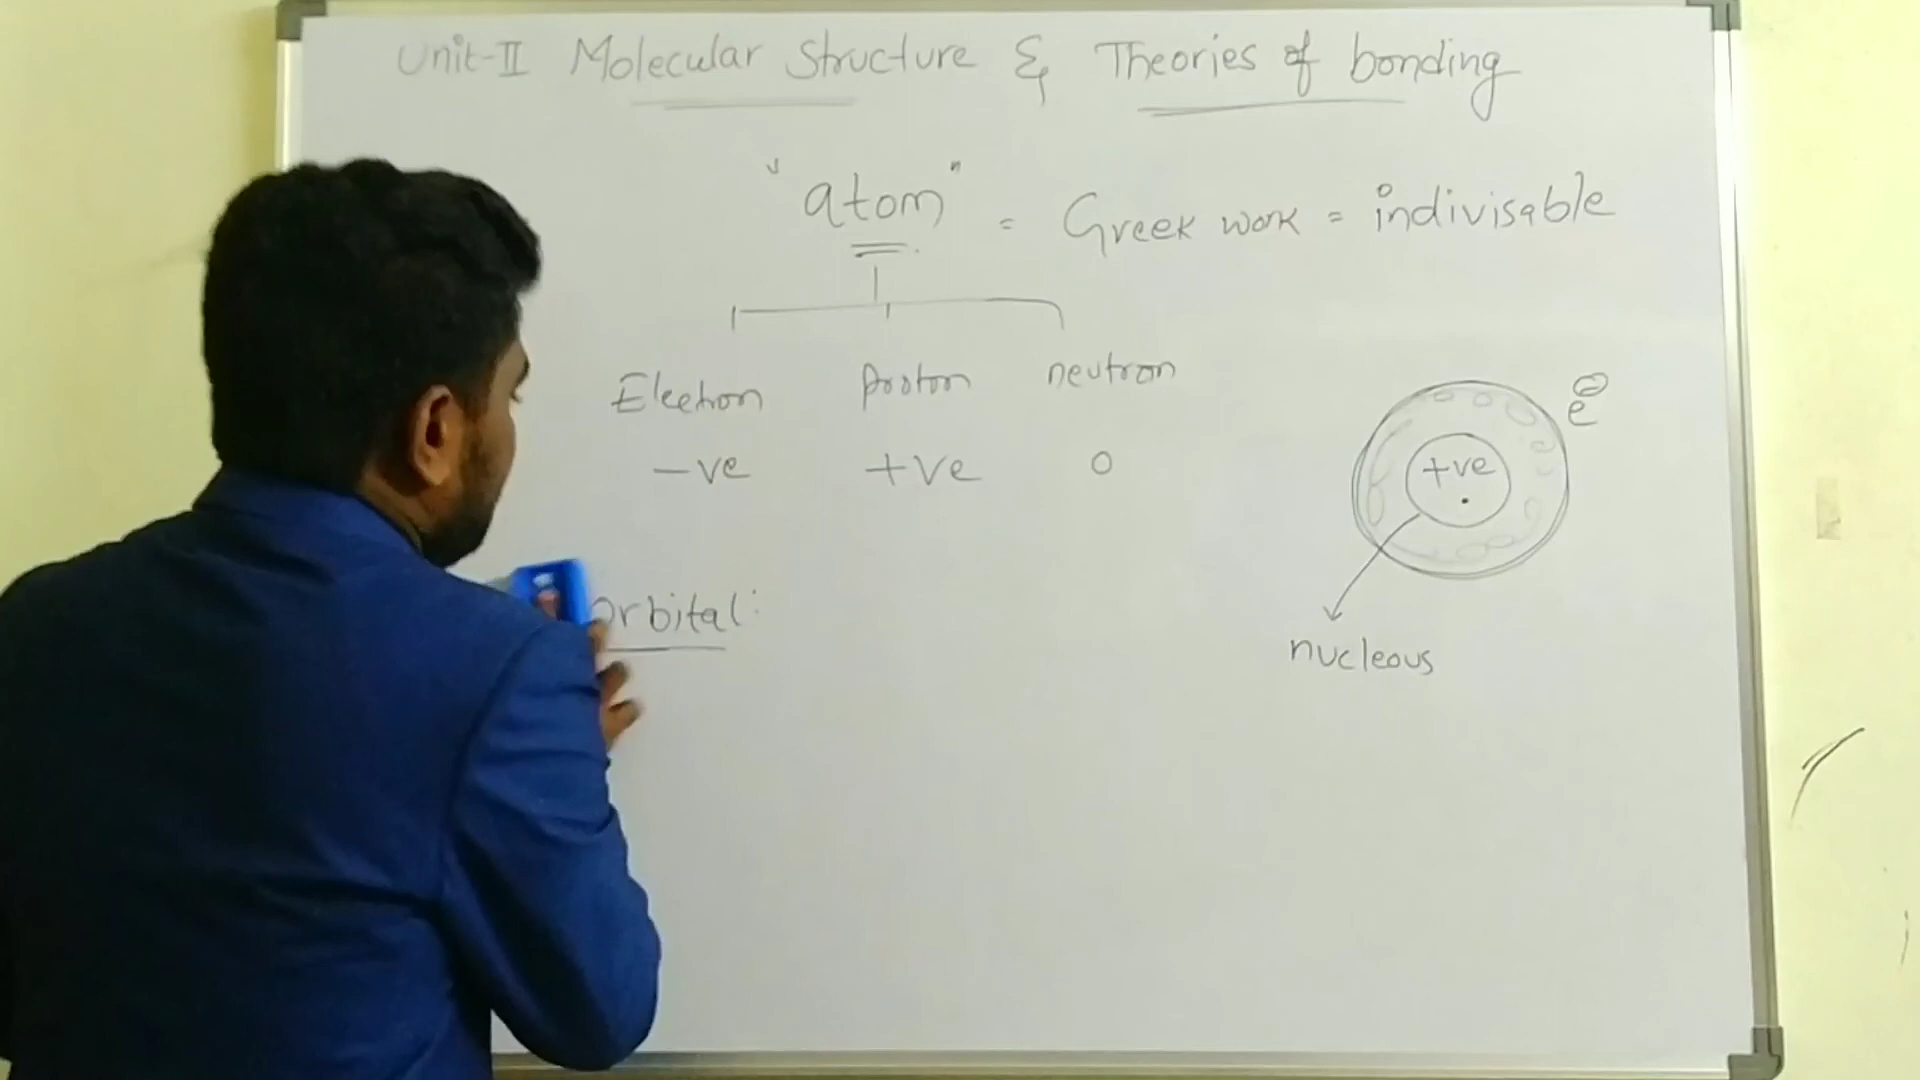 Unit-II Molecular Structure & Theories of bonding
"atom" = Greek work = indivisable
Electron proton neutron
-ve +ve 0
e⊖
+ve
orbital:
nucleous